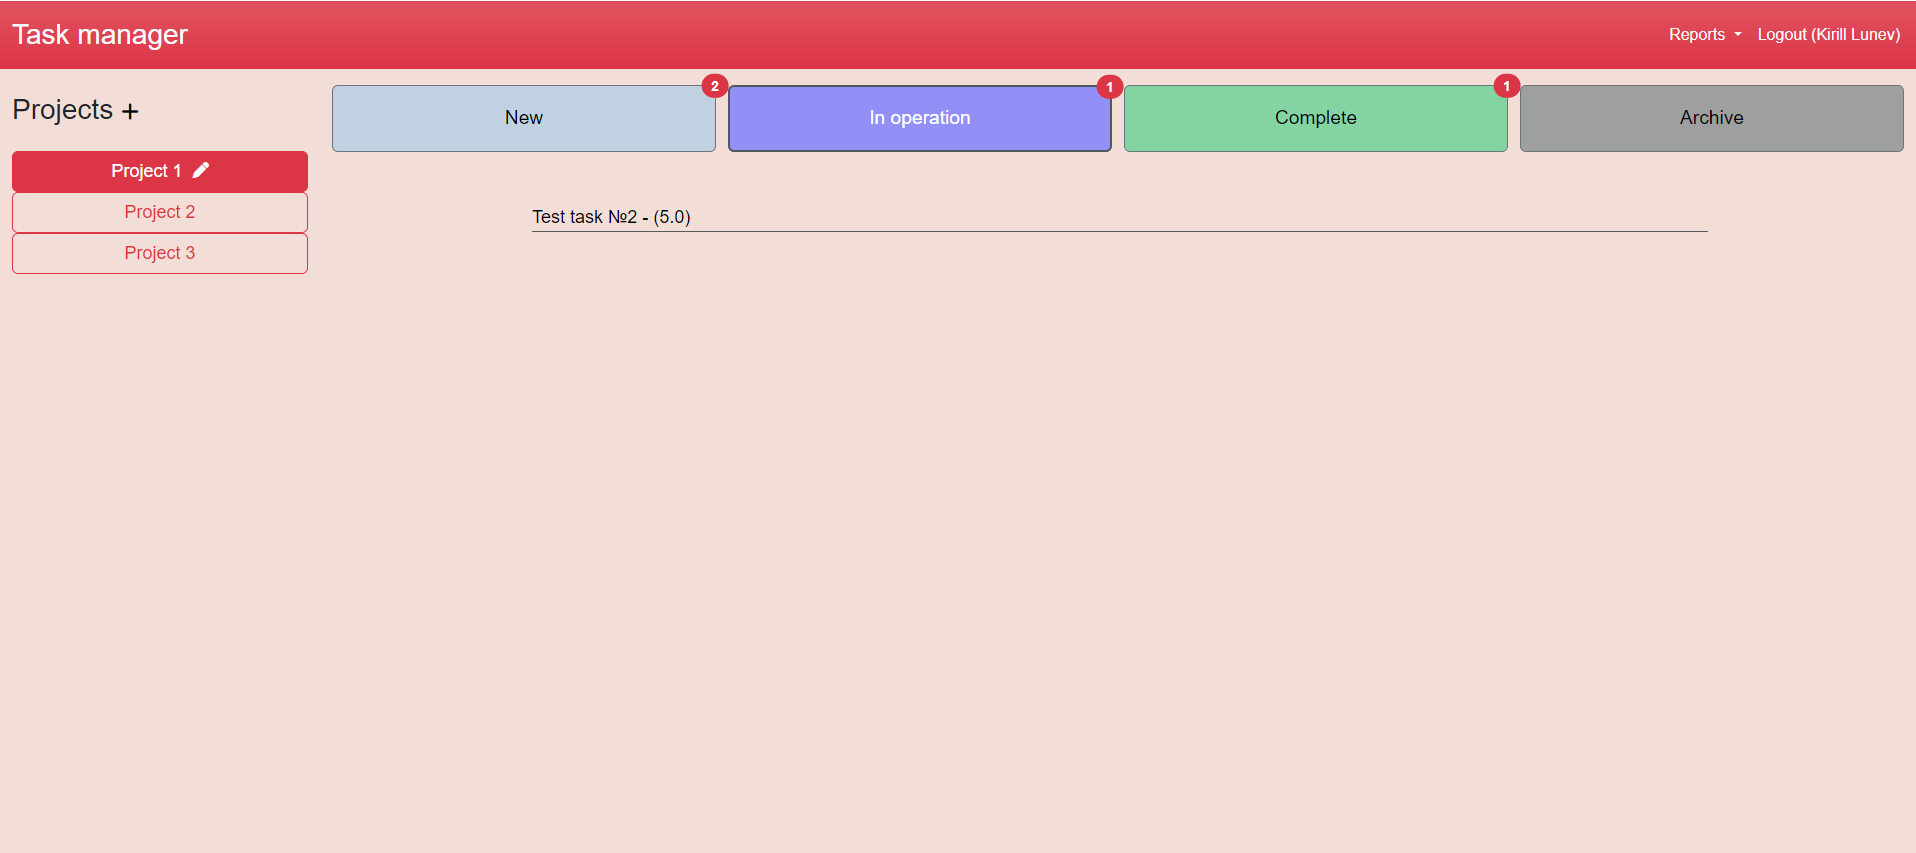 Task manager
Reports
Logout (Kirill Lunev)
Projects +
Project 1
Project 2
Project 3
New
2
In operation
1
Complete
1
Archive
Test task №2 - (5.0)